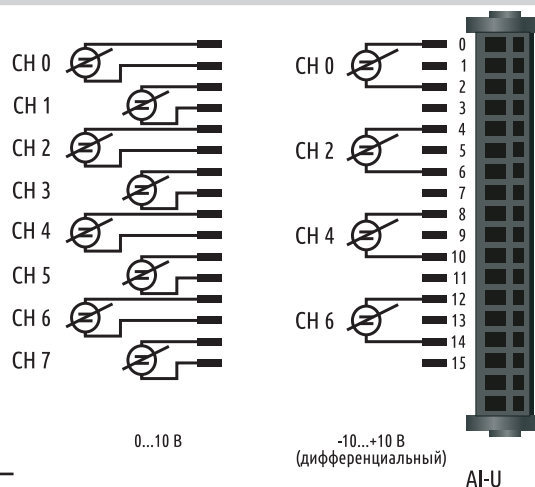 CH 0
CH 1
CH 2
CH 3
CH 4
CH 5
CH 6
CH 7
0...10 В
CH 0
CH 2
CH 4
CH 6
0
1
2
3
4
5
6
7
8
9
10
11
12
13
14
15
-10...+10 В
(дифференциальный)
AI-U